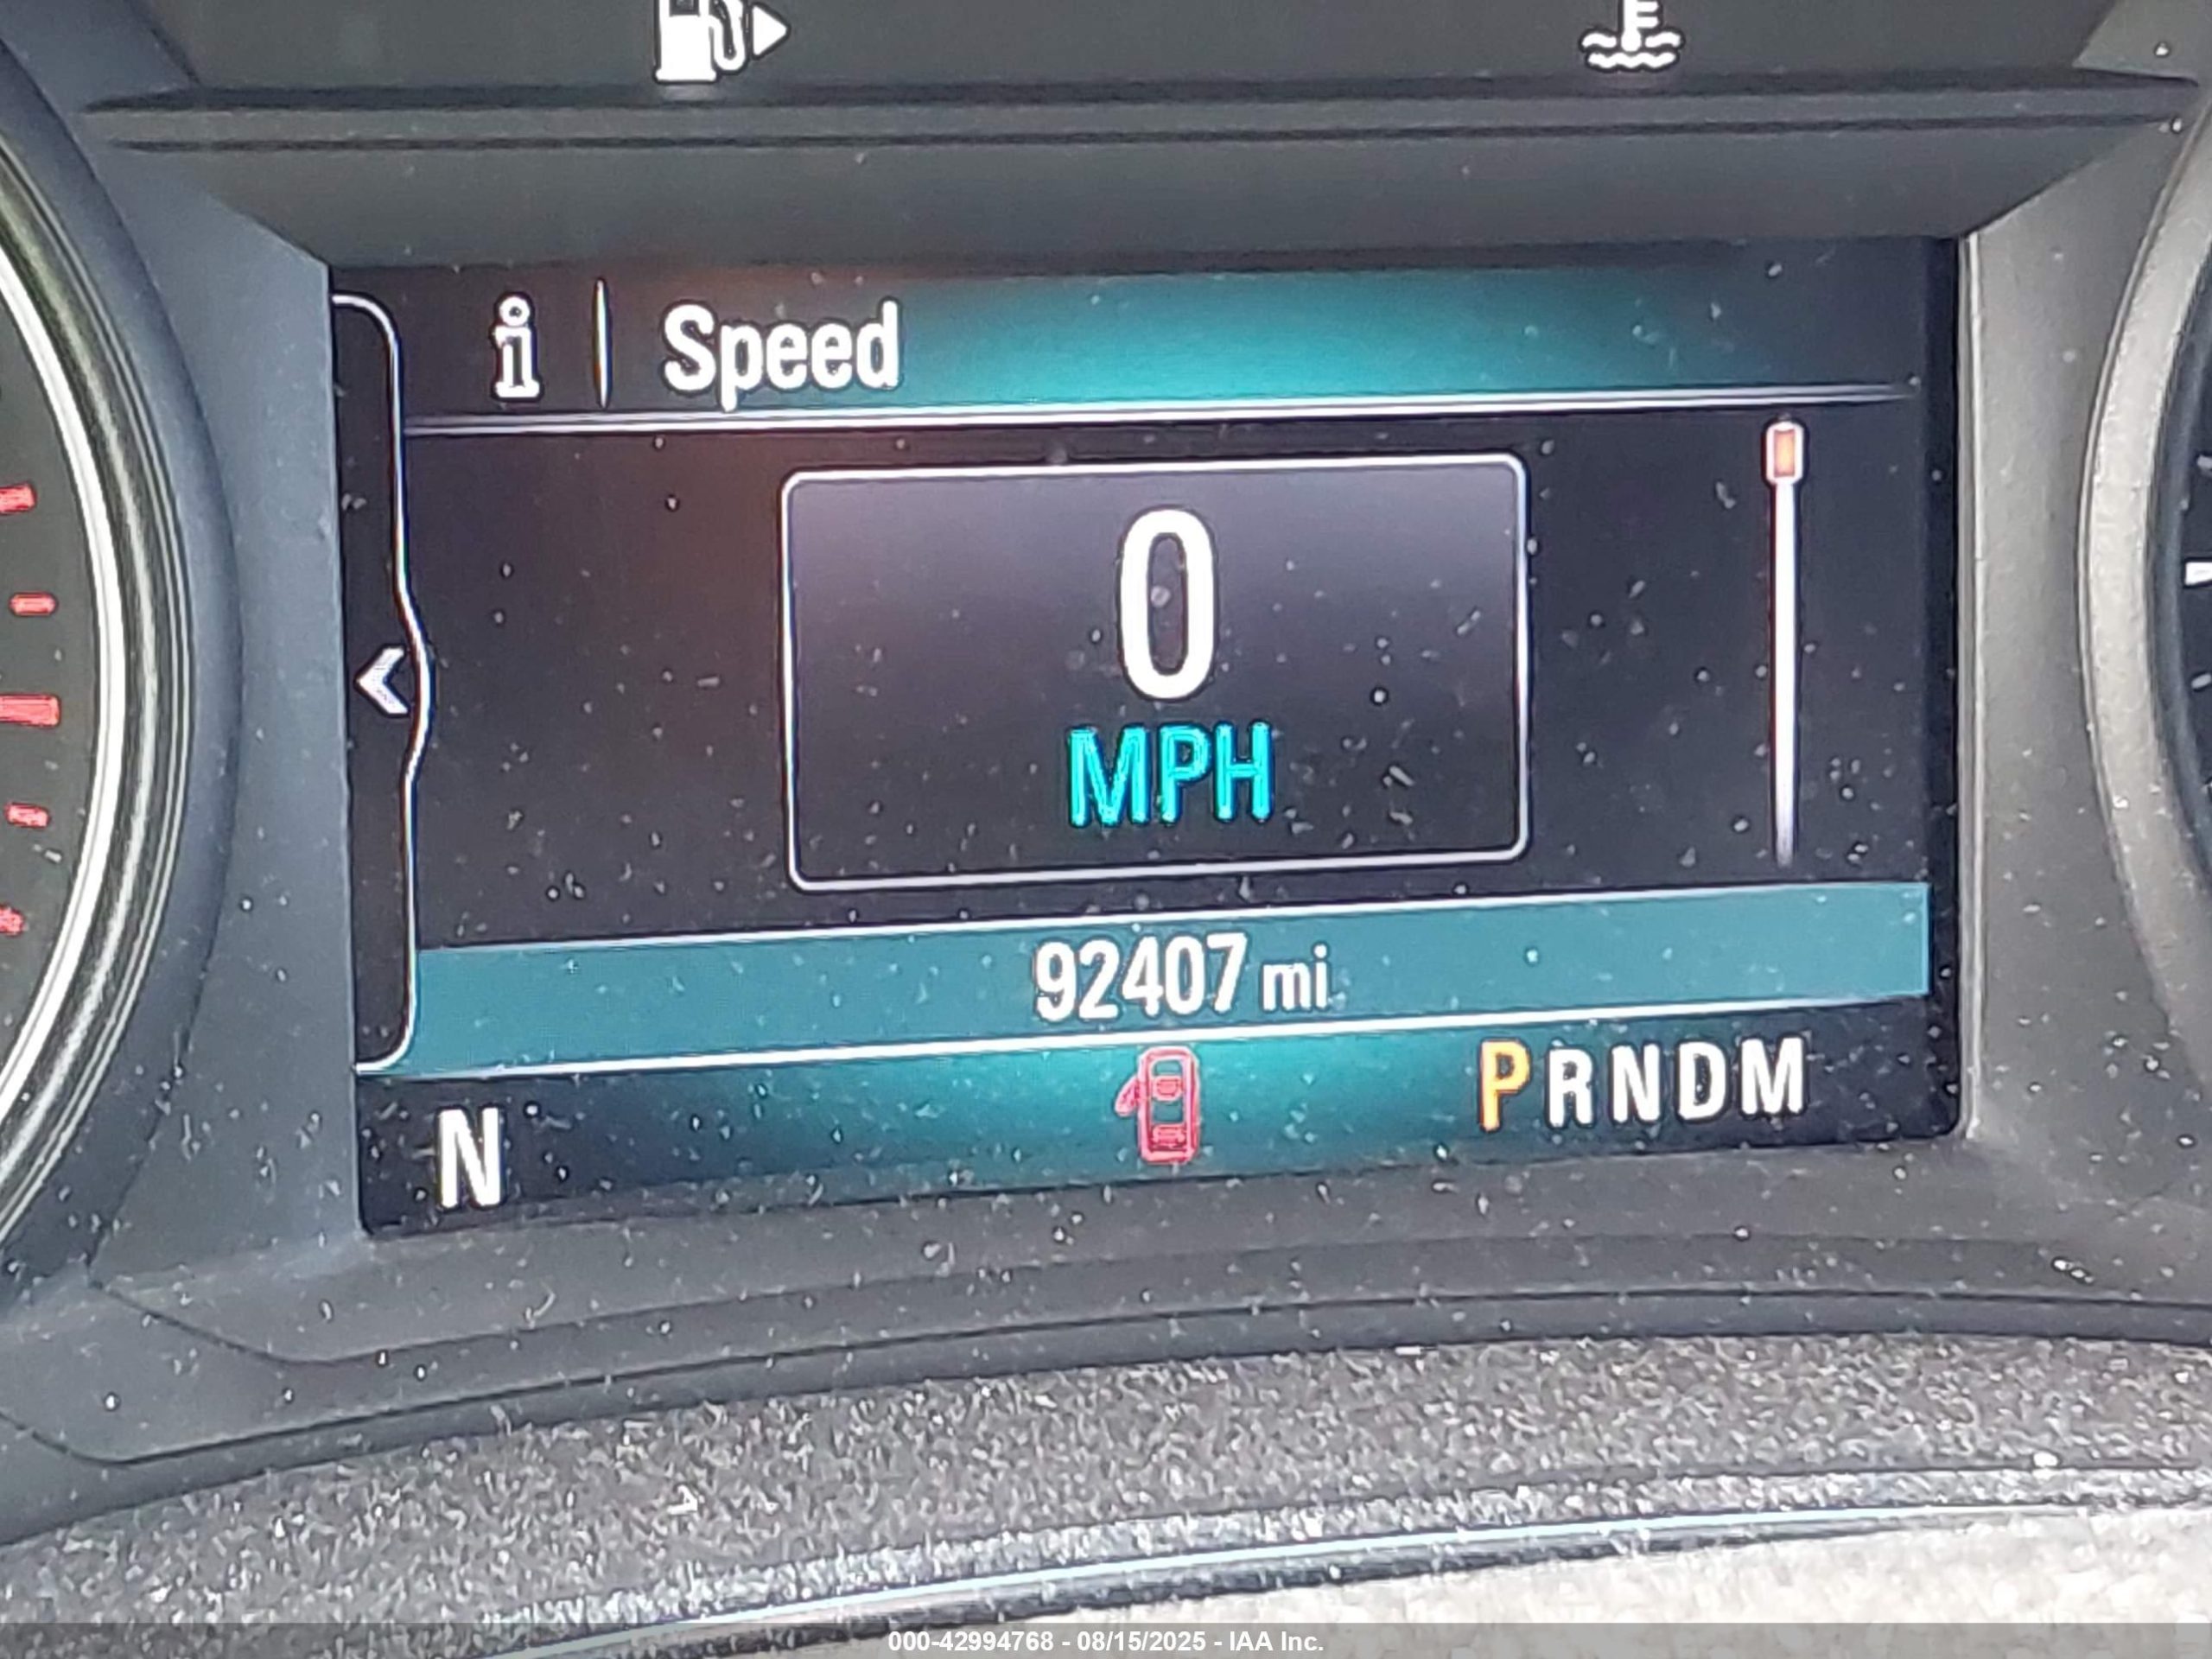 i | Speed
0
MPH
92407 mi
N PRNDM
000-42994768 - 08/15/2025 - IAA Inc.